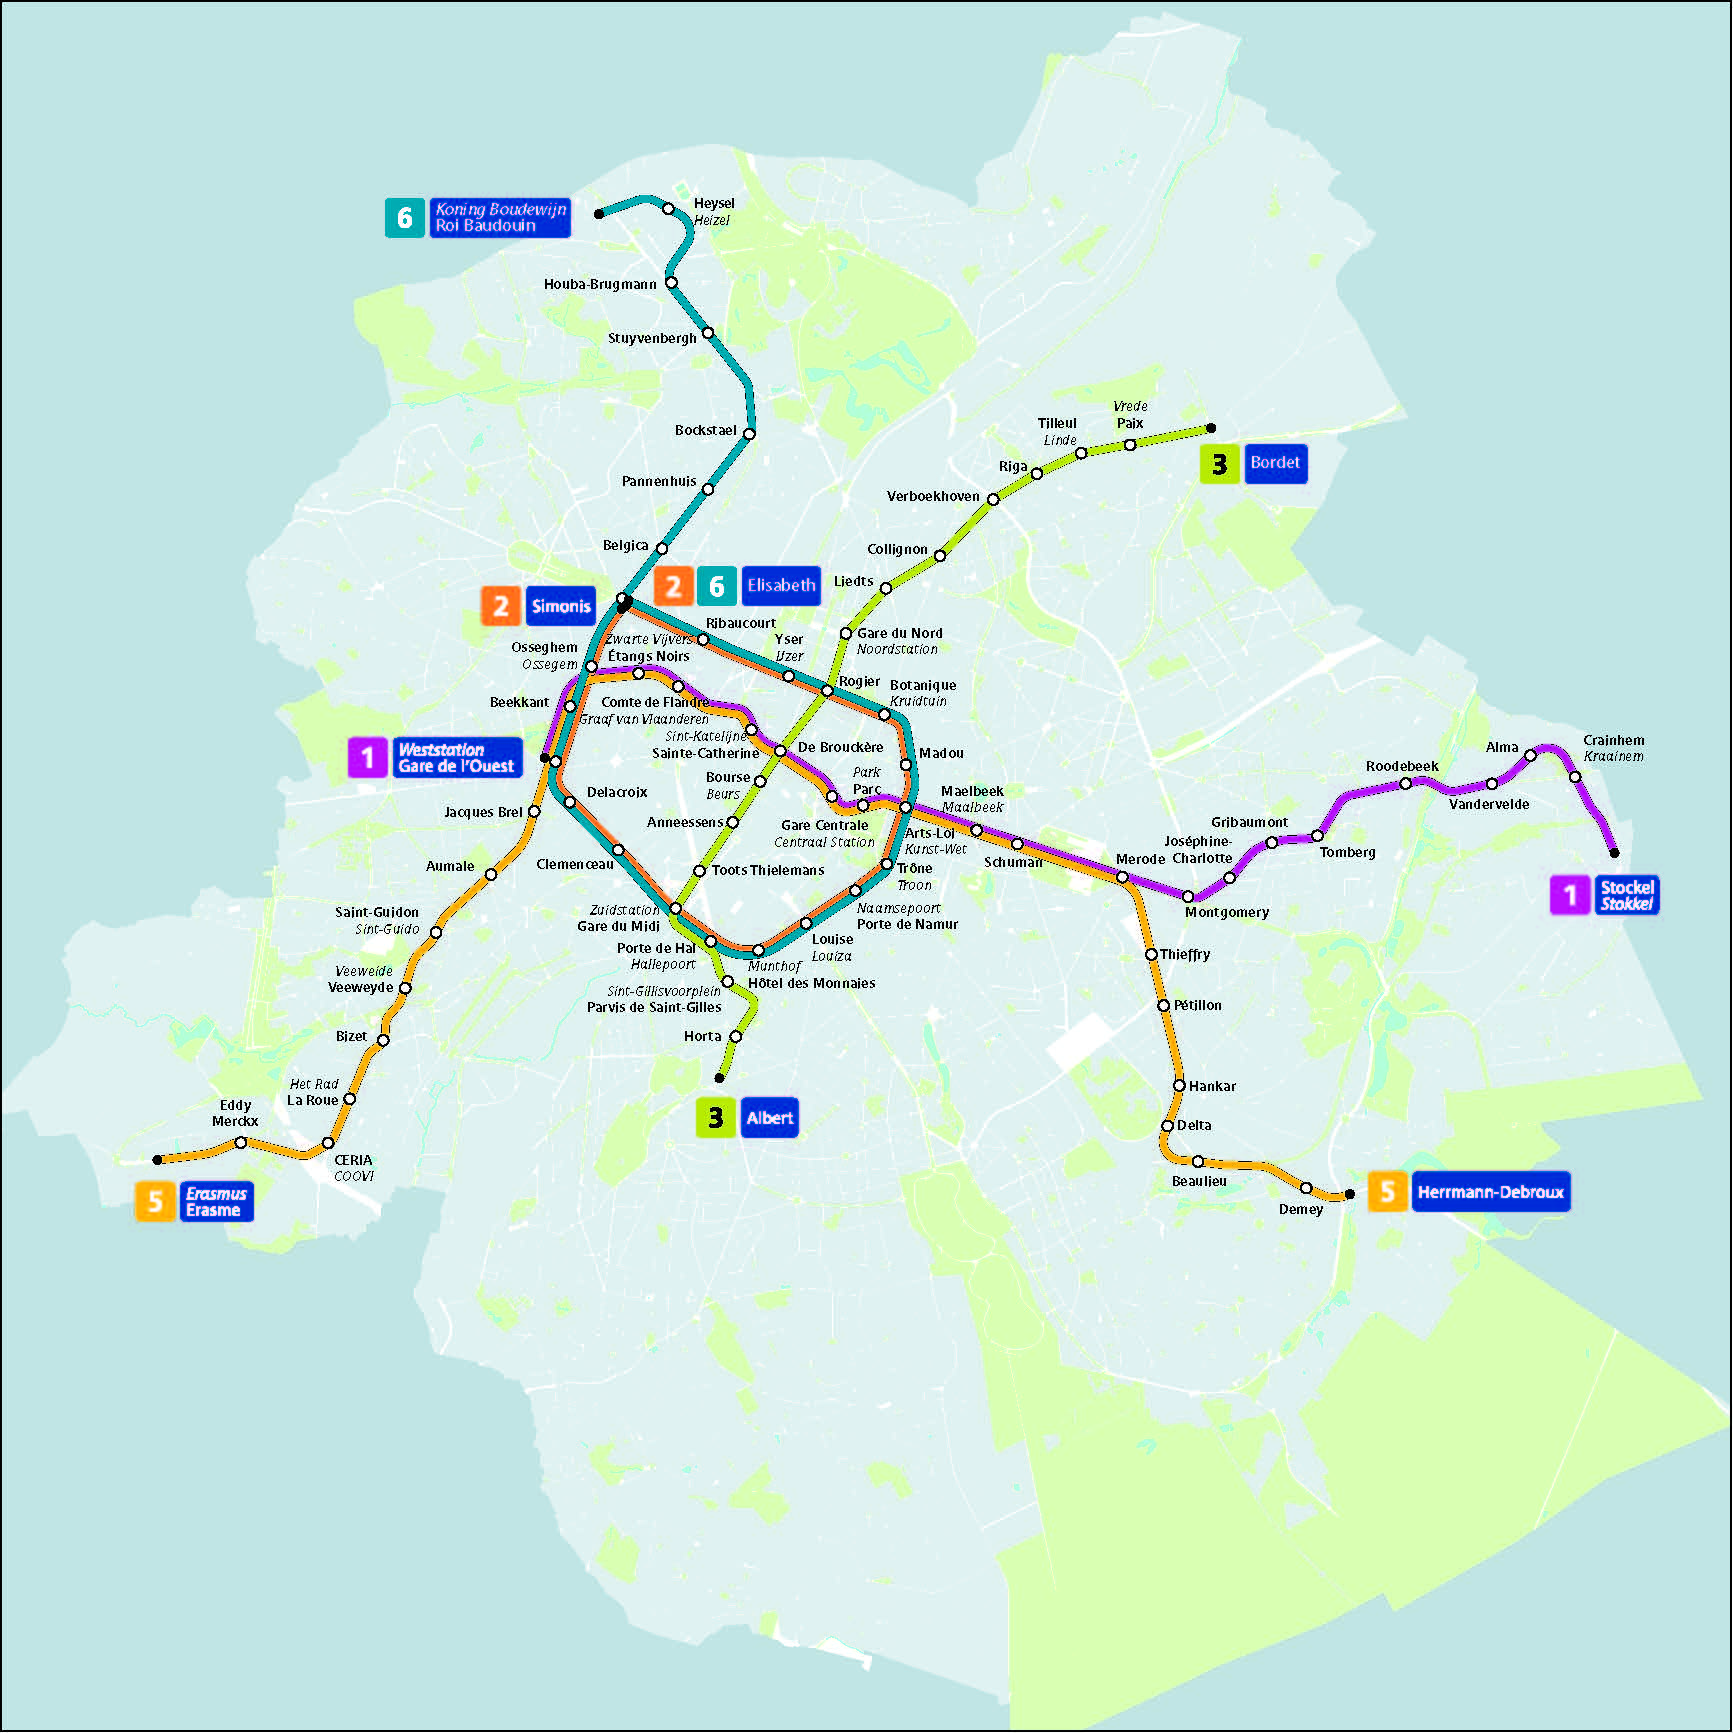 6
Koning Boudewijn
Roi Baudouin
Heysel
Heizel
Houba-Brugmann
Stuyvenbergh
Bockstael
Pannenhuis
Belgica
Vrede
Paix
Tilleul
Linde
Riga
3
Bordet
Verboekhoven
Collignon
Liedts
Gare du Nord
Noordstation
2
Simonis
2
6
Elisabeth
Ribaucourt
Zwarte Vijvers
Étangs Noirs
Yser
IJzer
Osseghem
Ossegem
Rogier
Botanique
Kruidtuin
Beekkant
Comte de Flandre
Graaf van Vlaanderen
Sint-Katelijne
Sainte-Catherine
De Brouckère
Madou
1
Weststation
Gare de l'Ouest
Bourse
Beurs
Park
Parc
Maelbeek
Maalbeek
Delacroix
Jacques Brel
Anneessens
Gare Centrale
Centraal Station
Arts-Loi
Kunst-Wet
Schuman
Merode
Joséphine-
Charlotte
Gribaumont
Tomberg
Roodebeek
Vandervelde
Alma
Crainhem
Kraainem
Clemenceau
Aumale
Toots Thielemans
Trône
Troon
Montgomery
1
Stockel
Stokkel
Saint-Guidon
Sint-Guido
Zuidstation
Gare du Midi
Naamsepoort
Porte de Namur
Porte de Hal
Hallepoort
Louise
Louiza
Munthof
Hôtel des Monnaies
Thieffry
Veeweide
Veeweyde
Sint-Gillisvoorplein
Parvis de Saint-Gilles
Pétillon
Bizet
Horta
Het Rad
La Roue
Hankar
Eddy
Merckx
3
Albert
Delta
CERIA
COOVI
Beaulieu
Demey
5
Erasmus
Erasme
5
Herrmann-Debroux